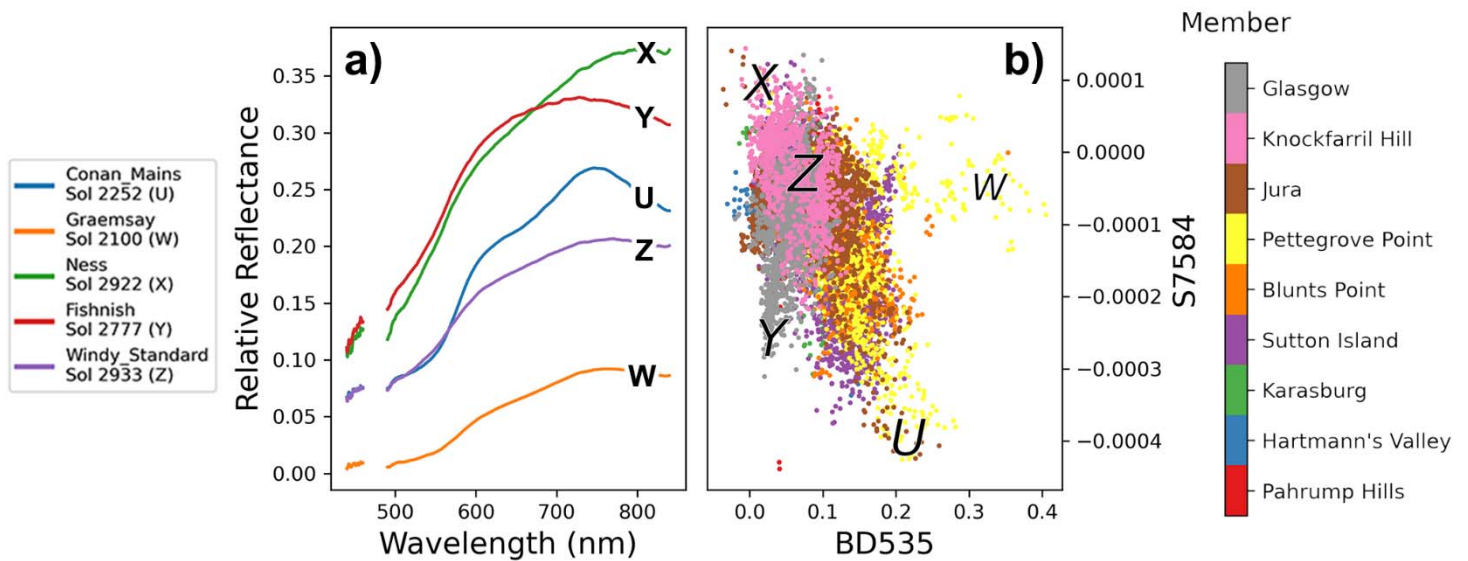 Conan_Mains
Sol 2252 (U)
Graemsay
Sol 2100 (W)
Ness
Sol 2922 (X)
Fishnish
Sol 2777 (Y)
Windy_Standard
Sol 2933 (Z)
a)
Relative Reflectance
0.35
0.30
0.25
0.20
0.15
0.10
0.05
0.00
X
Y
U
Z
W
500 600 700 800
Wavelength (nm)
b)
X
Z
W
Y
U
0.0 0.1 0.2 0.3 0.4
BD535
0.0001
0.0000
−0.0001
−0.0002
−0.0003
−0.0004
S7584
Member
Glasgow
Knockfarril Hill
Jura
Pettegrove Point
Blunts Point
Sutton Island
Karasburg
Hartmann's Valley
Pahrump Hills